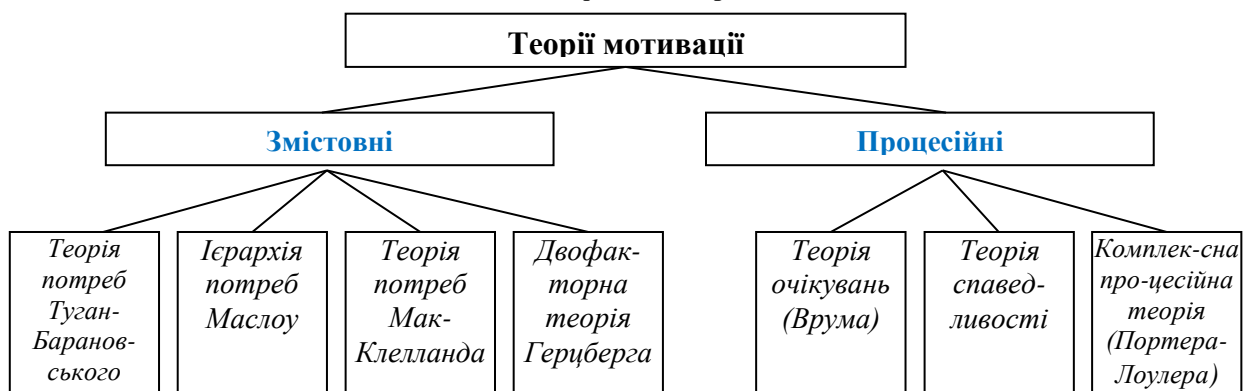 Теорії мотивації
Змістовні
Процесійні
Теорія
потреб
Туган-
Баранов-
ського
Ієрархія
потреб
Маслоу
Теорія
потреб
Мак-
Клелланда
Двофак-
торна
теорія
Герцберга
Теорія
очікувань
(Врума)
Теорія
спавед-
ливості
Комплек-сна
про-цесійна
теорія
(Портера-
Лоулера)